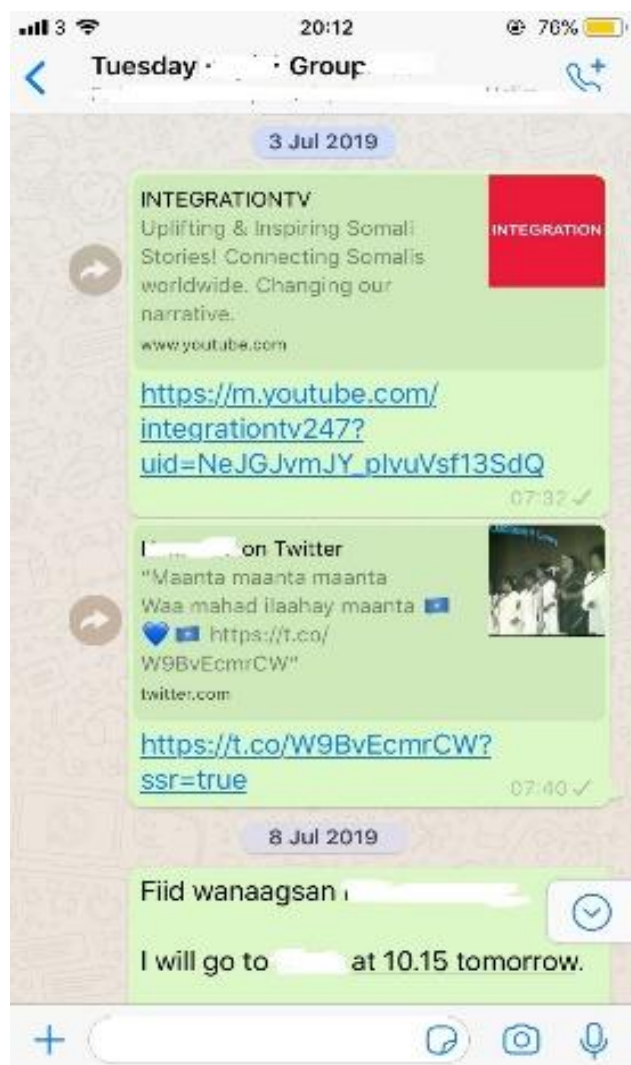 3
20:12
76%
Tuesday
Group
3 Jul 2019
INTEGRATIONTV
Uplifting & Inspiring Somali
Stories! Connecting Somalis
worldwide. Changing our
narrative.
www.youtube.com
INTEGRATION
https://m.youtube.com/
integrationtv247?
uid=NeJGJvmJY_plvuVsf13SdQ
07:32
on Twitter
"Maanta maanta maanta
Waa mahad ilaahay maanta
https://t.co/
W9BvEcmrCW"
twitter.com
https://t.co/W9BvEcmrCW?
ssr=true
07:40
8 Jul 2019
Fiid wanaagsan
I will go to at 10.15 tomorrow.